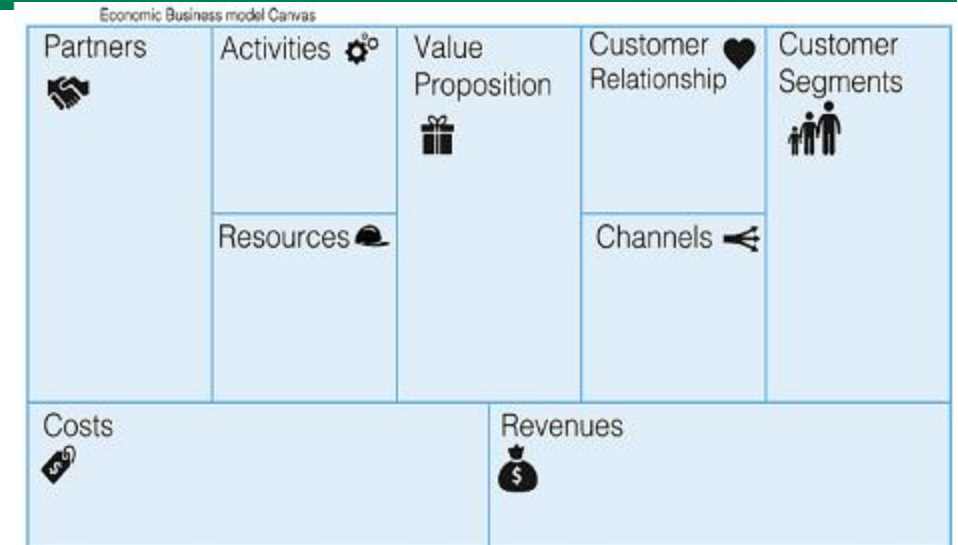 Economic Business model Canvas
Partners
Activities
Value
Proposition
Customer
Relationship
Customer
Segments
Resources
Channels
Costs
$
Revenues
$